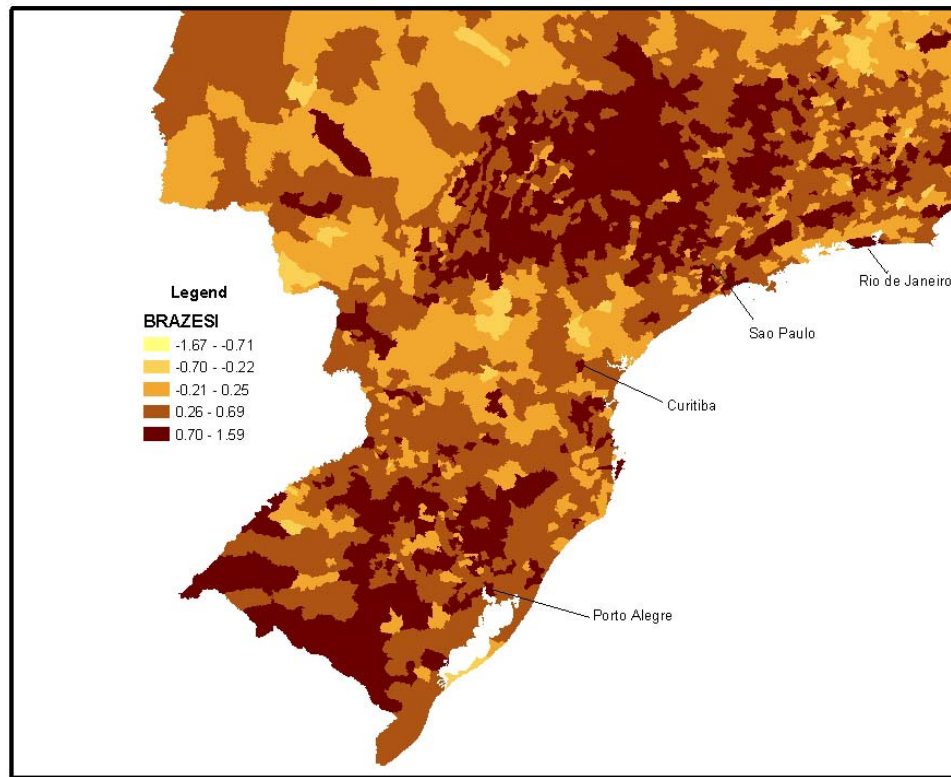 Legend
BRAZESI
-1.67 - -0.71
-0.70 - -0.22
-0.21 - 0.25
0.26 - 0.69
0.70 - 1.59
Rio de Janeiro
Sao Paulo
Curitiba
Porto Alegre